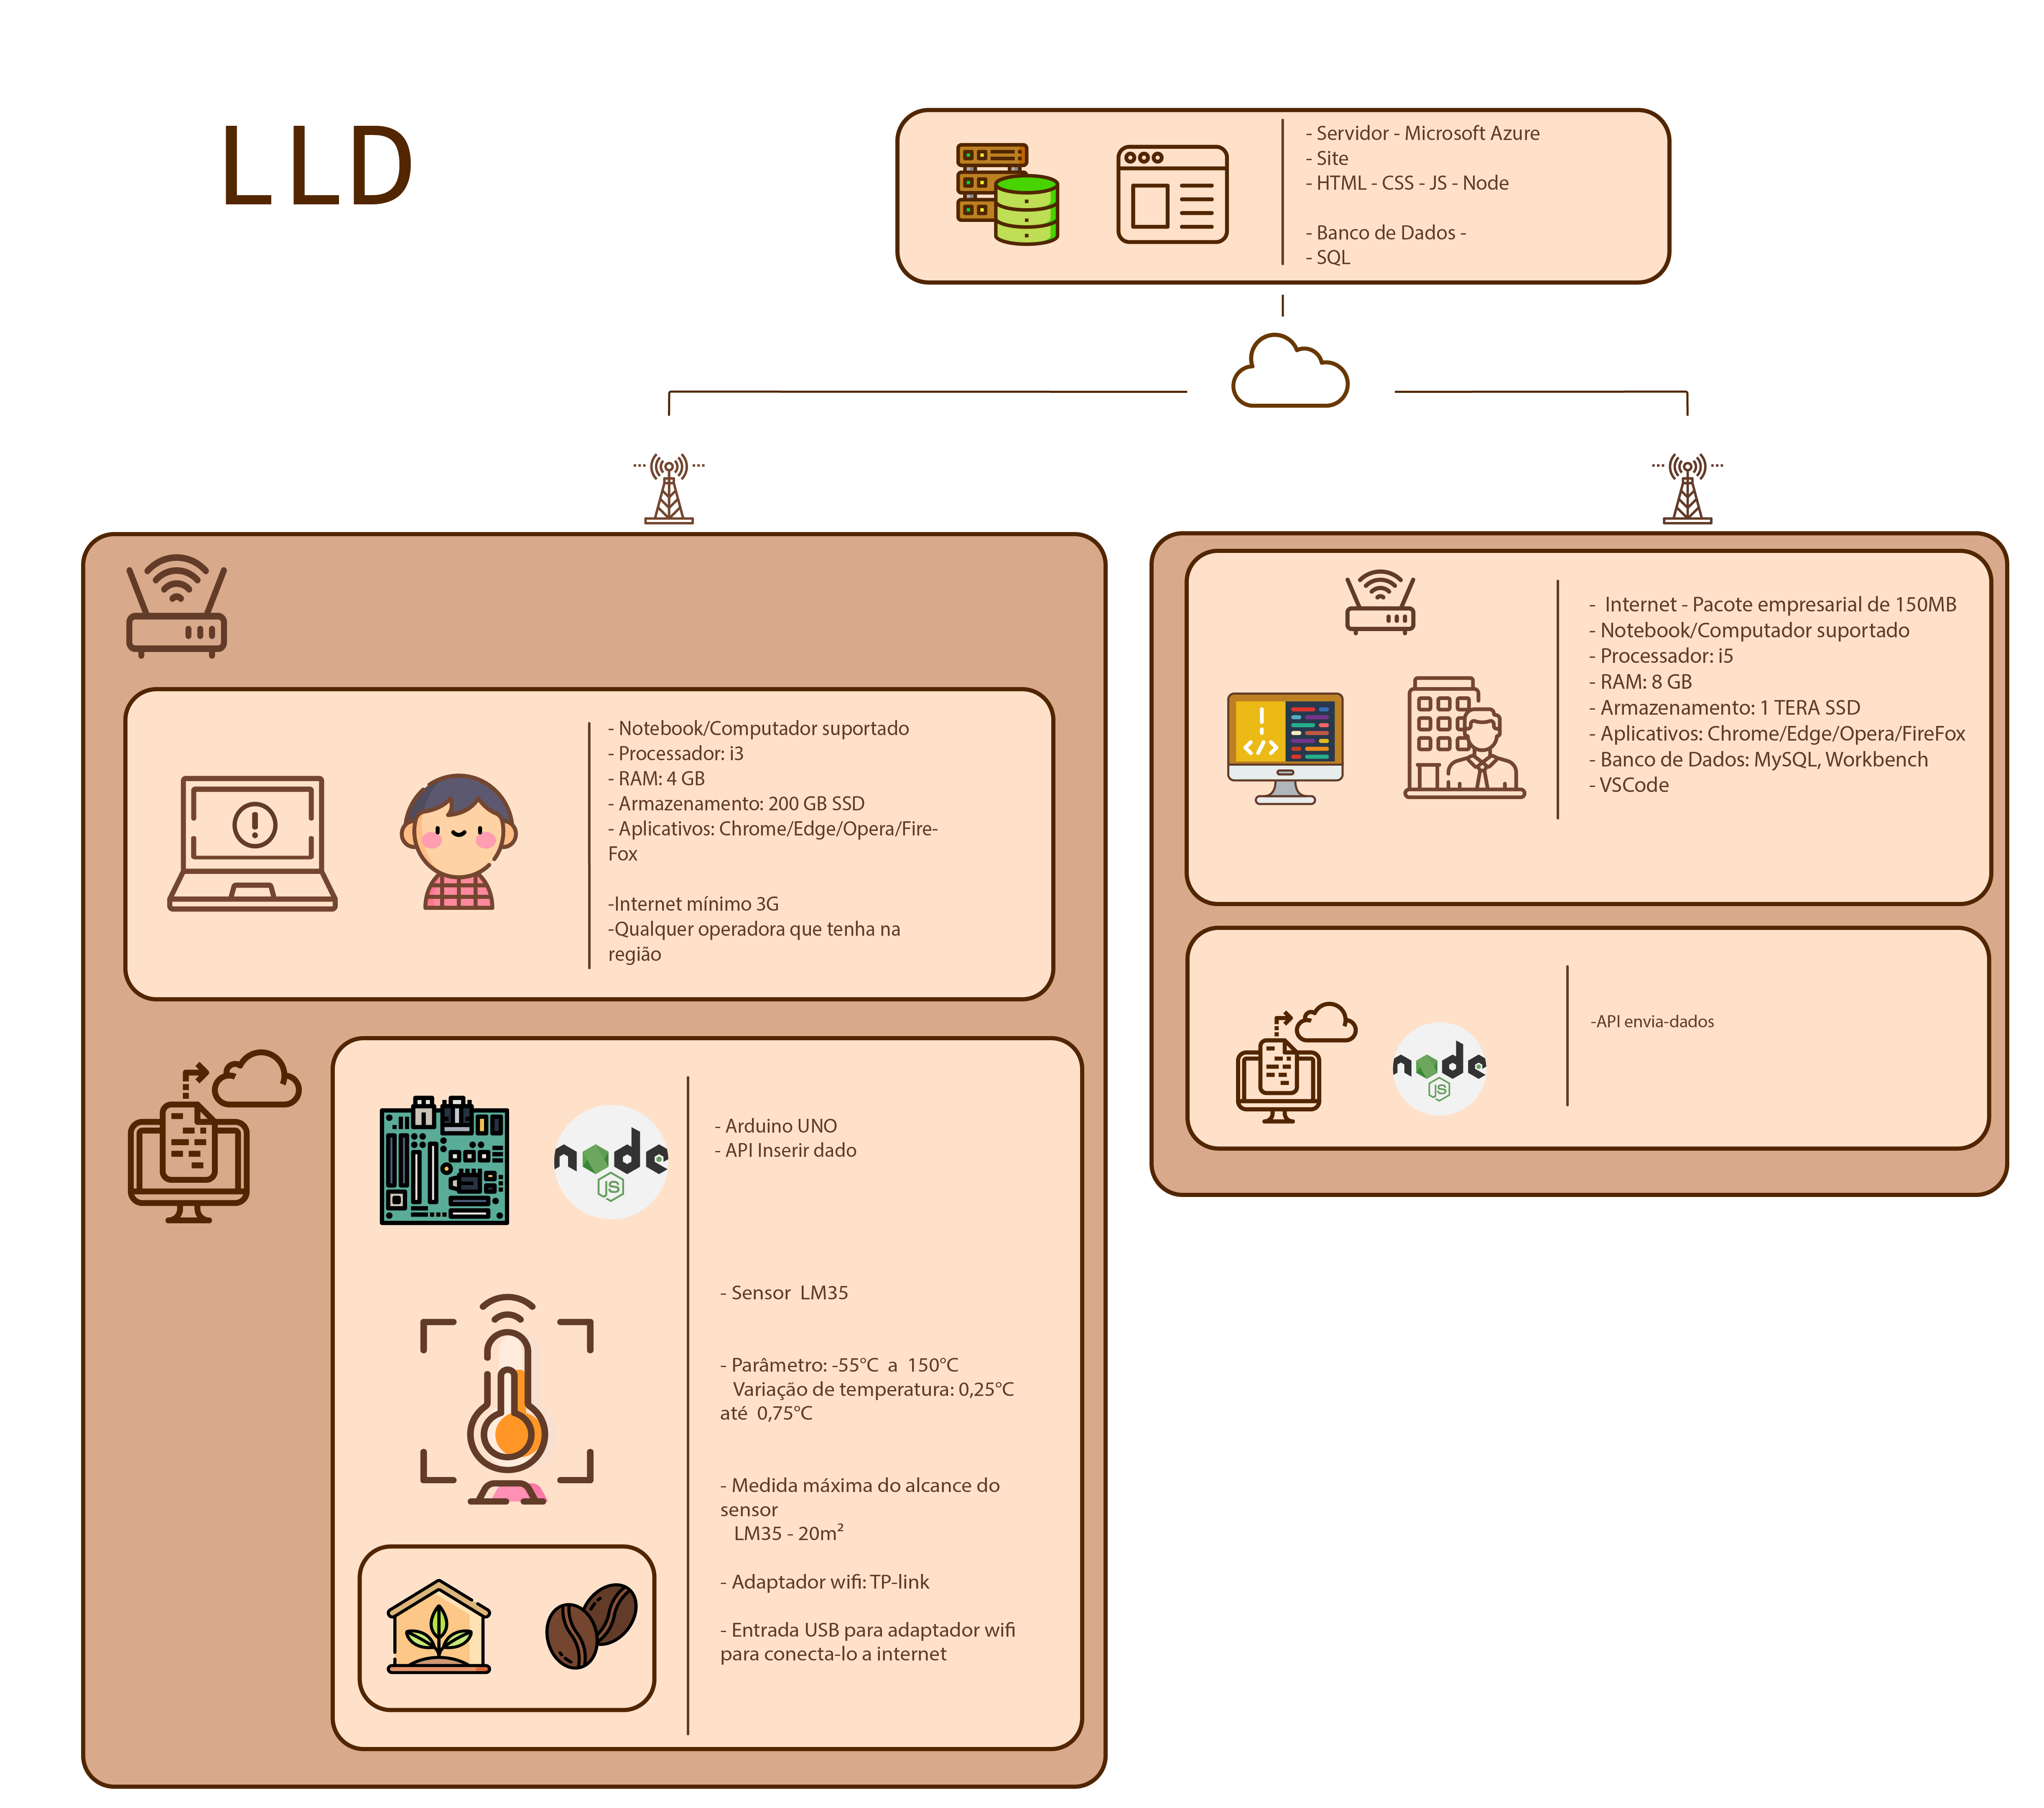 LLD
- Servidor - Microsoft Azure
- Site
- HTML - CSS - JS - Node
- Banco de Dados -
- SQL
- Notebook/Computador suportado
- Processador: i3
- RAM: 4 GB
- Armazenamento: 200 GB SSD
- Aplicativos: Chrome/Edge/Opera/Fire-
Fox
-Internet mínimo 3G
-Qualquer operadora que tenha na
região
node
JS
- Arduino UNO
- API Inserir dado
- Sensor LM35
- Parâmetro: -55°C a 150°C
Variação de temperatura: 0,25°C
até 0,75°C
- Medida máxima do alcance do
sensor
LM35 - 20m²
- Adaptador wifi: TP-link
- Entrada USB para adaptador wifi
para conecta-lo a internet
- Internet - Pacote empresarial de 150MB
- Notebook/Computador suportado
- Processador: i5
- RAM: 8 GB
- Armazenamento: 1 TERA SSD
- Aplicativos: Chrome/Edge/Opera/FireFox
- Banco de Dados: MySQL, Workbench
- VSCode
node
JS
-API envia-dados